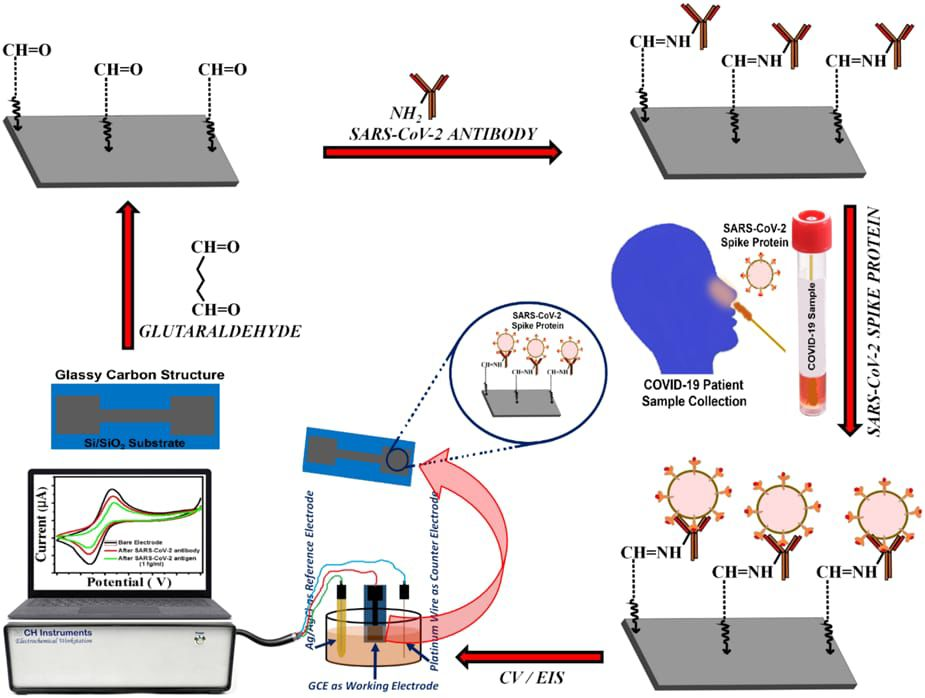 CH=O
CH=O
CH=O
NH2
SARS-CoV-2 ANTIBODY
CH=NH
CH=NH
CH=NH
CH=O
CH=O
GLUTARALDEHYDE
SARS-CoV-2
Spike Protein
COVID-19 Sample
SARS-CoV-2 SPIKE PROTEIN
COVID-19 Patient
Sample Collection
Glassy Carbon Structure
Si/SiO2 Substrate
SARS-CoV-2
Spike Protein
CH=NH
CH=NH
CH=NH
Current (µA)
Bare Electrode
After SARS-CoV-2 antibody
After SARS-CoV-2 antigen
(1 fg/ml)
Potential ( V)
CH Instruments
Electrochemical Workstation
Ag/AgCl as Reference Electrode
Platinum Wire as Counter Electrode
GCE as Working Electrode
CV / EIS
CH=NH
CH=NH
CH=NH